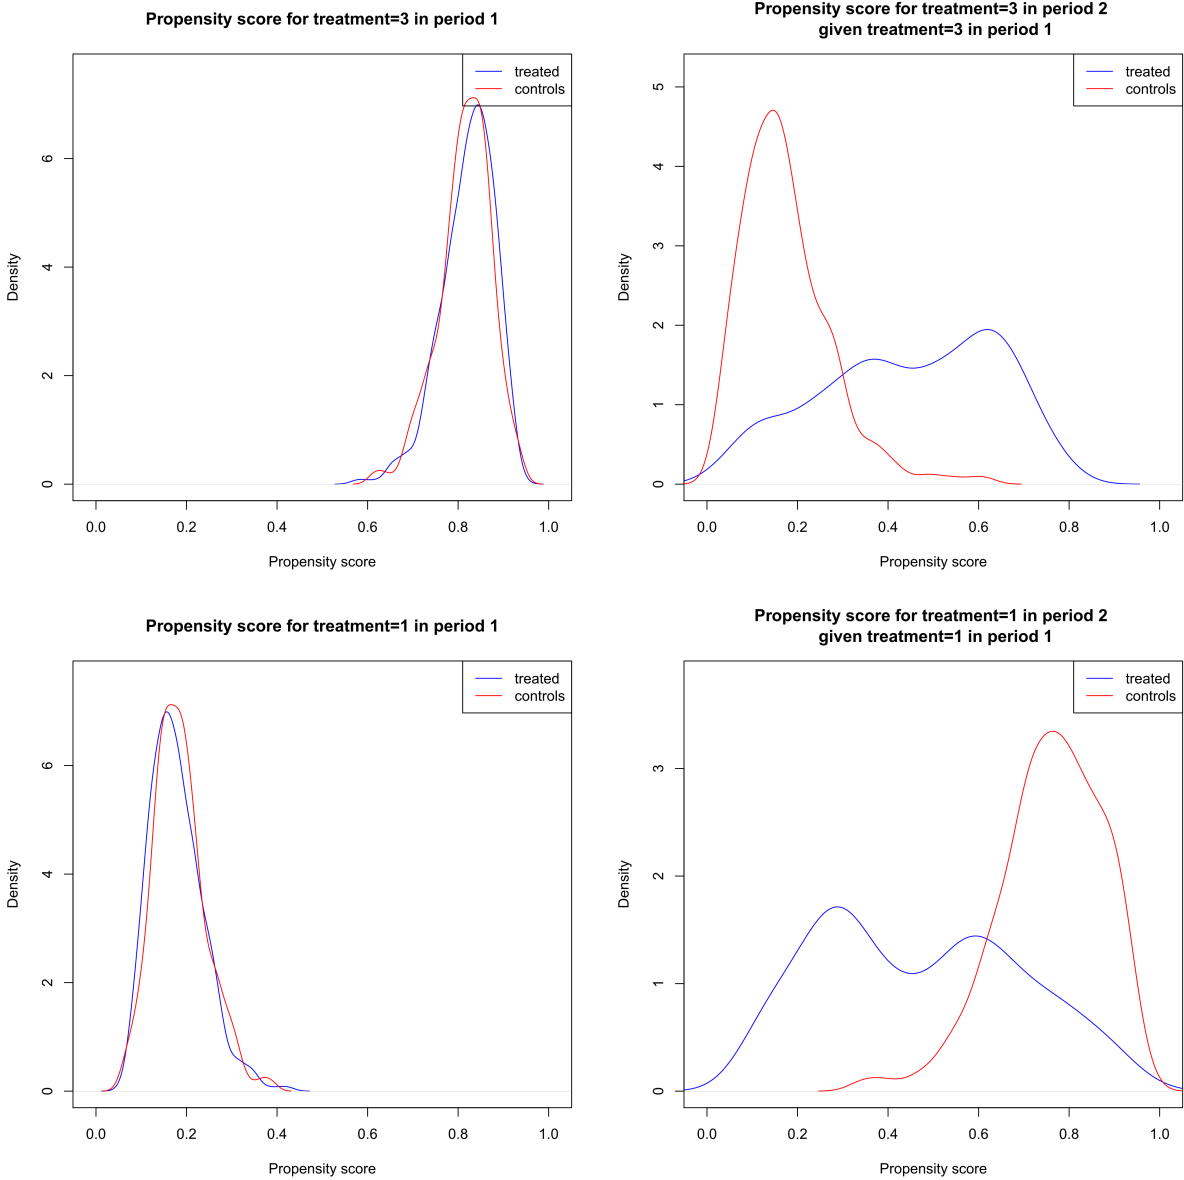 Propensity score for treatment=3 in period 1
treated
controls
Density
0
2
4
6
0.0 0.2 0.4 0.6 0.8 1.0
Propensity score
Propensity score for treatment=3 in period 2
given treatment=3 in period 1
treated
controls
Density
0
1
2
3
4
5
0.0 0.2 0.4 0.6 0.8 1.0
Propensity score
Propensity score for treatment=1 in period 1
treated
controls
Density
0
2
4
6
0.0 0.2 0.4 0.6 0.8 1.0
Propensity score
Propensity score for treatment=1 in period 2
given treatment=1 in period 1
treated
controls
Density
0
1
2
3
0.0 0.2 0.4 0.6 0.8 1.0
Propensity score